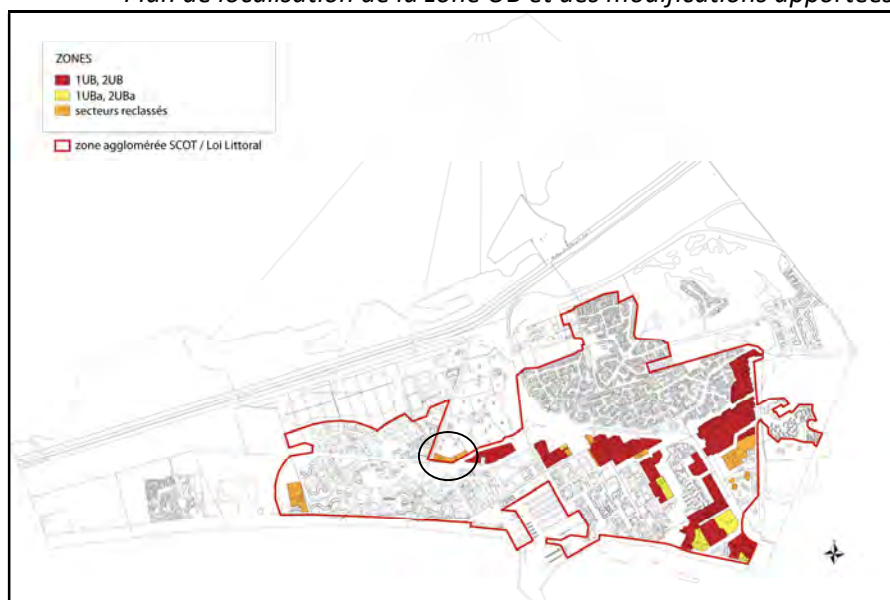 Plan de localisation de la zone UB et des modifications apportées
ZONES
1UB, 2UB
1UBa, 2UBa
secteurs reclassés
zone agglomérée SCOT / Loi Littoral